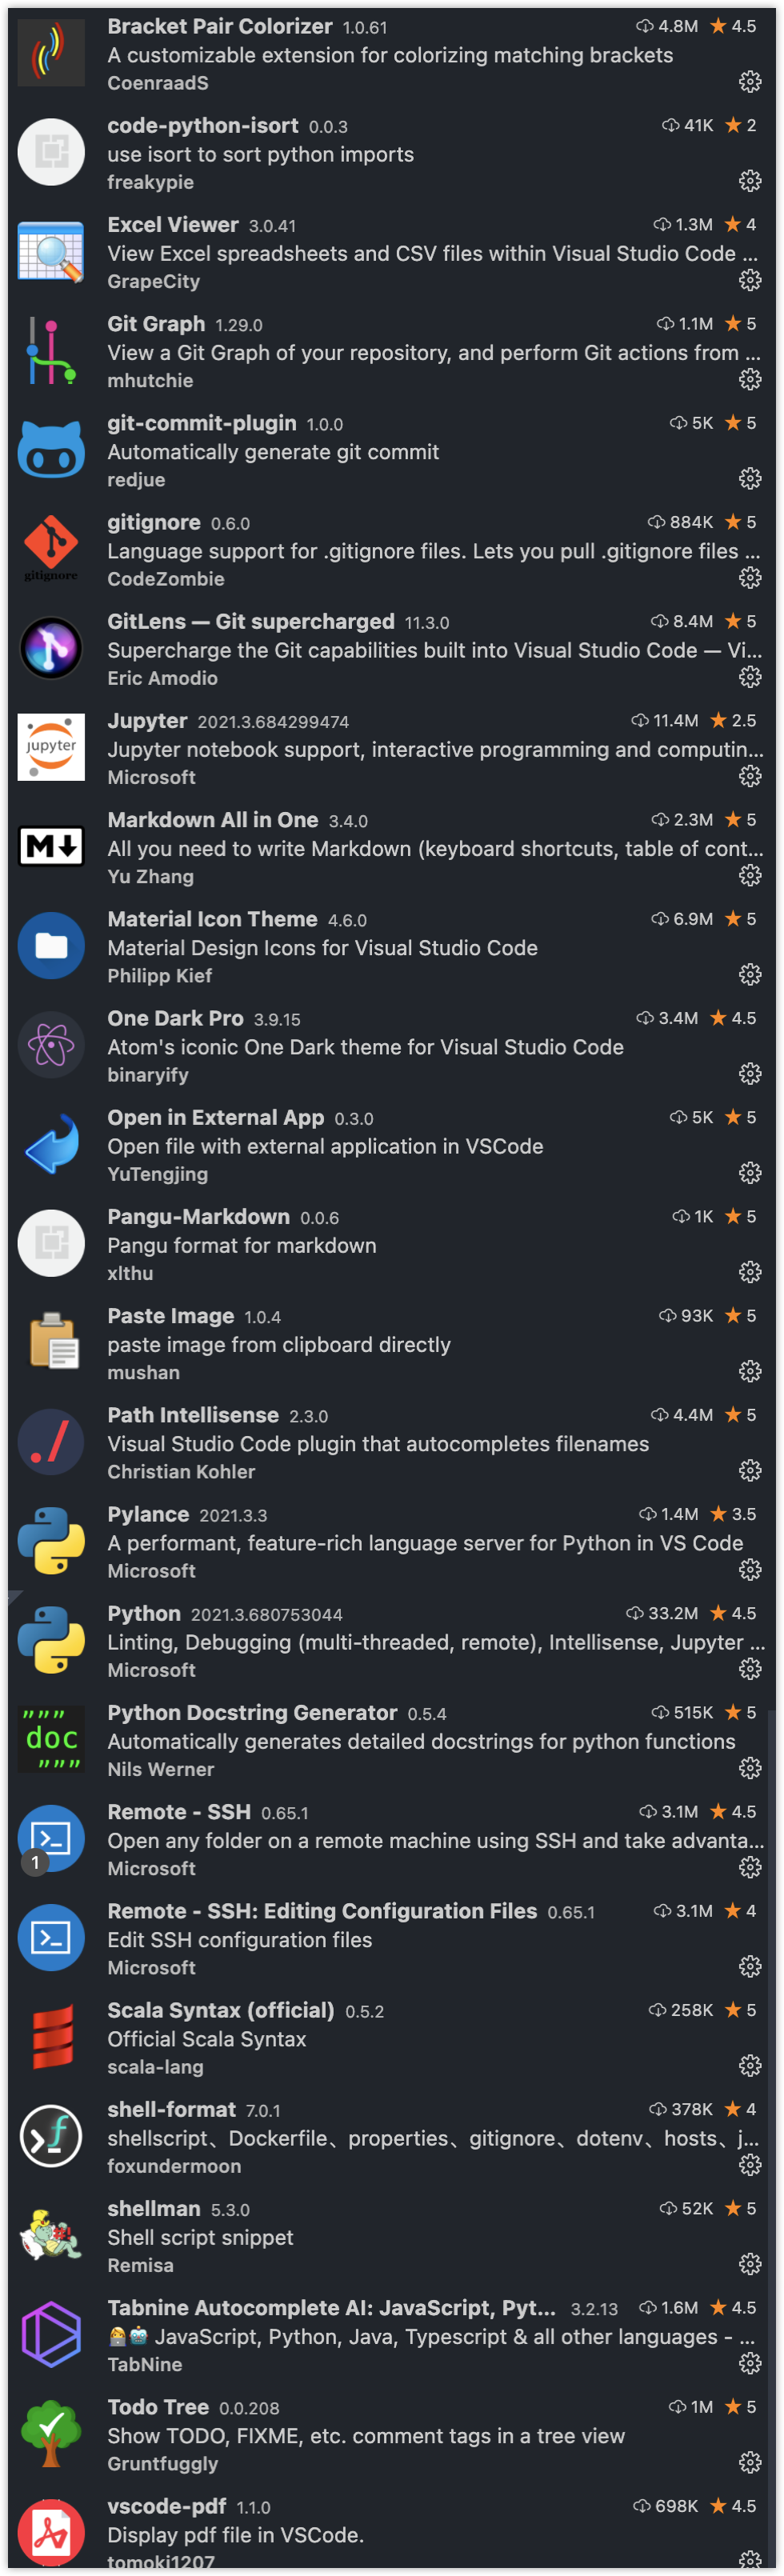 Bracket Pair Colorizer 1.0.61 4.8M 4.5
A customizable extension for colorizing matching brackets
CoenraadS
code-python-isort 0.0.3 41K 2
use isort to sort python imports
freakypie
Excel Viewer 3.0.41 1.3M 4
View Excel spreadsheets and CSV files within Visual Studio Code ...
GrapeCity
Git Graph 1.29.0 1.1M 5
View a Git Graph of your repository, and perform Git actions from ...
mhutchie
git-commit-plugin 1.0.0 5K 5
Automatically generate git commit
redjue
gitignore 0.6.0 884K 5
Language support for .gitignore files. Lets you pull .gitignore files ...
gitignore
CodeZombie
GitLens — Git supercharged 11.3.0 8.4M 5
Supercharge the Git capabilities built into Visual Studio Code — Vi...
Eric Amodio
Jupyter 2021.3.684299474 11.4M 2.5
jupyter
Jupyter notebook support, interactive programming and computin...
Microsoft
Markdown All in One 3.4.0 2.3M 5
M
All you need to write Markdown (keyboard shortcuts, table of cont...
Yu Zhang
Material Icon Theme 4.6.0 6.9M 5
Material Design Icons for Visual Studio Code
Philipp Kief
One Dark Pro 3.9.15 3.4M 4.5
Atom's iconic One Dark theme for Visual Studio Code
binaryify
Open in External App 0.3.0 5K 5
Open file with external application in VSCode
YuTengjing
Pangu-Markdown 0.0.6 1K 5
Pangu format for markdown
xlthu
Paste Image 1.0.4 93K 5
paste image from clipboard directly
mushan
Path Intellisense 2.3.0 4.4M 5
./
Visual Studio Code plugin that autocompletes filenames
Christian Kohler
Pylance 2021.3.3 1.4M 3.5
A performant, feature-rich language server for Python in VS Code
Microsoft
Python 2021.3.680753044 33.2M 4.5
Linting, Debugging (multi-threaded, remote), Intellisense, Jupyter ...
Microsoft
Python Docstring Generator 0.5.4 515K 5
"""
doc
"""
Automatically generates detailed docstrings for python functions
Nils Werner
Remote - SSH 0.65.1 3.1M 4.5
Open any folder on a remote machine using SSH and take advanta...
1
Microsoft
Remote - SSH: Editing Configuration Files 0.65.1 3.1M 4
Edit SSH configuration files
Microsoft
Scala Syntax (official) 0.5.2 258K 5
Official Scala Syntax
scala-lang
shell-format 7.0.1 378K 4
shellscript、Dockerfile、properties、gitignore、dotenv、hosts、j...
foxundermoon
shellman 5.3.0 52K 5
#!
Shell script snippet
Remisa
Tabnine Autocomplete AI: JavaScript, Pyt... 3.2.13 1.6M 4.5
JavaScript, Python, Java, Typescript & all other languages - ...
TabNine
Todo Tree 0.0.208 1M 5
Show TODO, FIXME, etc. comment tags in a tree view
Gruntfuggly
vscode-pdf 1.1.0 698K 4.5
Display pdf file in VSCode.
tomoki1207